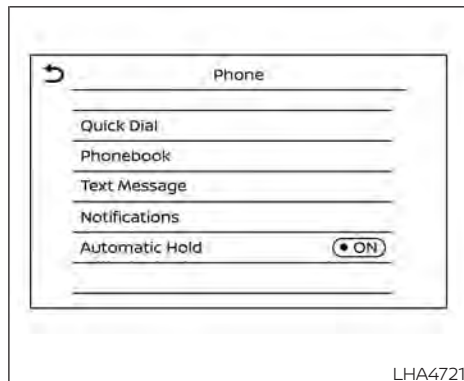 Phone
Quick Dial
Phonebook
Text Message
Notifications
Automatic Hold ON
LHA4721